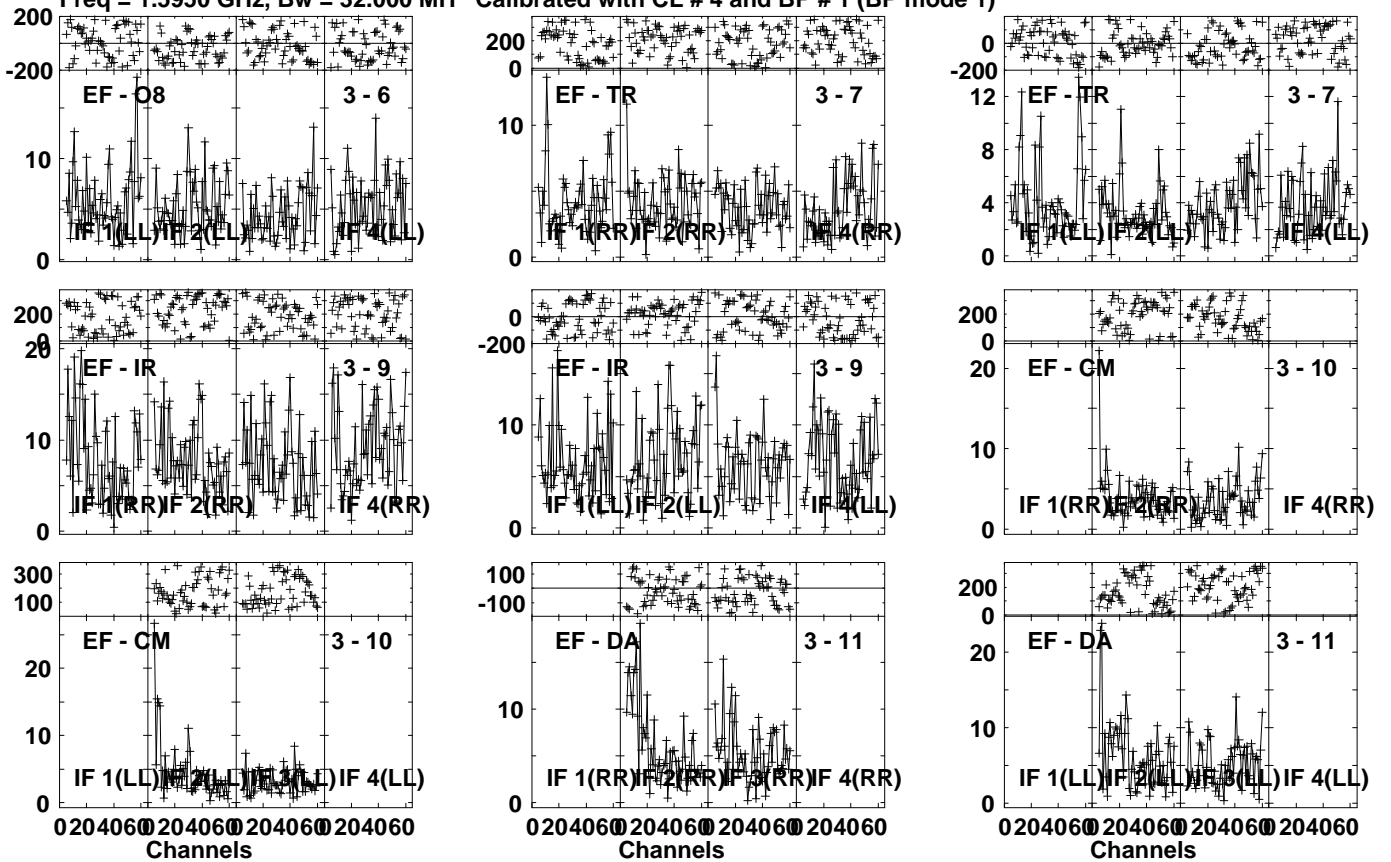 Freq = 1.5950 GHz, Bw = 32.000 MH Calibrated with CL # 4 and BP # 1 (BP mode 1)
200
-200
200
0
0
-200
EF - O8 3 - 6
EF - TR 3 - 7
EF - TR 3 - 7
10
0
10
0
12
8
4
0
IF 1(LL) IF 2(LL) IF 4(LL)
IF 1(RR) IF 2(RR) IF 4(RR)
IF 1(LL) IF 2(LL) IF 4(LL)
200
0
0
-200
200
0
EF - IR 3 - 9
EF - IR 3 - 9
EF - CM 3 - 10
20
10
0
10
0
20
10
0
IF 1(RR) IF 2(RR) IF 4(RR)
IF 1(LL) IF 2(LL) IF 4(LL)
IF 1(RR) IF 2(RR) IF 4(RR)
300
100
100
-100
200
0
EF - CM 3 - 10
EF - DA 3 - 11
EF - DA 3 - 11
20
10
0
10
0
20
10
0
IF 1(LL) IF 2(LL) IF 3(LL) IF 4(LL)
IF 1(RR) IF 2(RR) IF 3(RR) IF 4(RR)
IF 1(LL) IF 2(LL) IF 3(LL) IF 4(LL)
0 20 40 60 0 20 40 60 0 20 40 60 0 20 40 60
0 20 40 60 0 20 40 60 0 20 40 60 0 20 40 60
0 20 40 60 0 20 40 60 0 20 40 60 0 20 40 60
Channels
Channels
Channels